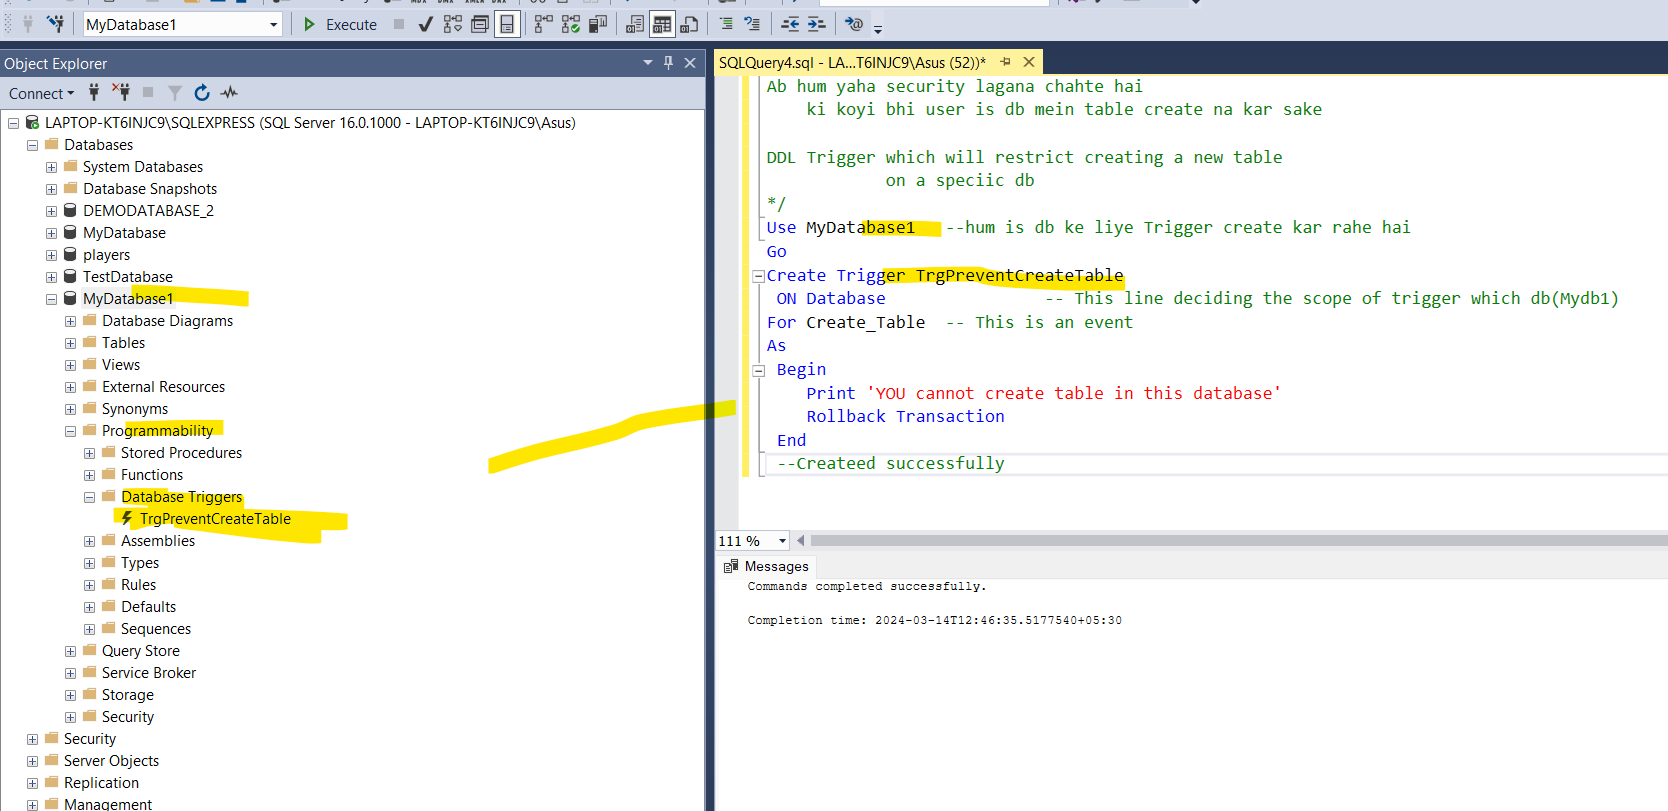 MyDatabase1
Execute
Object Explorer
Connect
LAPTOP-KT6INJC9\SQLEXPRESS (SQL Server 16.0.1000 - LAPTOP-KT6INJC9\Asus)
Databases
System Databases
Database Snapshots
DEMODATABASE_2
MyDatabase
players
TestDatabase
MyDatabase1
Database Diagrams
Tables
Views
External Resources
Synonyms
Programmability
Stored Procedures
Functions
Database Triggers
TrgPreventCreateTable
Assemblies
Types
Rules
Defaults
Sequences
Query Store
Service Broker
Storage
Security
Security
Server Objects
Replication
Management
SQLQuery4.sql - LA...T6INJC9\Asus (52))*
Ab hum yaha security lagana chahte hai
ki koyi bhi user is db mein table create na kar sake
DDL Trigger which will restrict creating a new table
on a speciic db
*/
Use MyDatabase1 --hum is db ke liye Trigger create kar rahe hai
Go
Create Trigger TrgPreventCreateTable
ON Database -- This line deciding the scope of trigger which db(Mydb1)
For Create_Table -- This is an event
As
Begin
Print 'YOU cannot create table in this database'
Rollback Transaction
End
--Createed successfully
111 %
Messages
Commands completed successfully.
Completion time: 2024-03-14T12:46:35.5177540+05:30